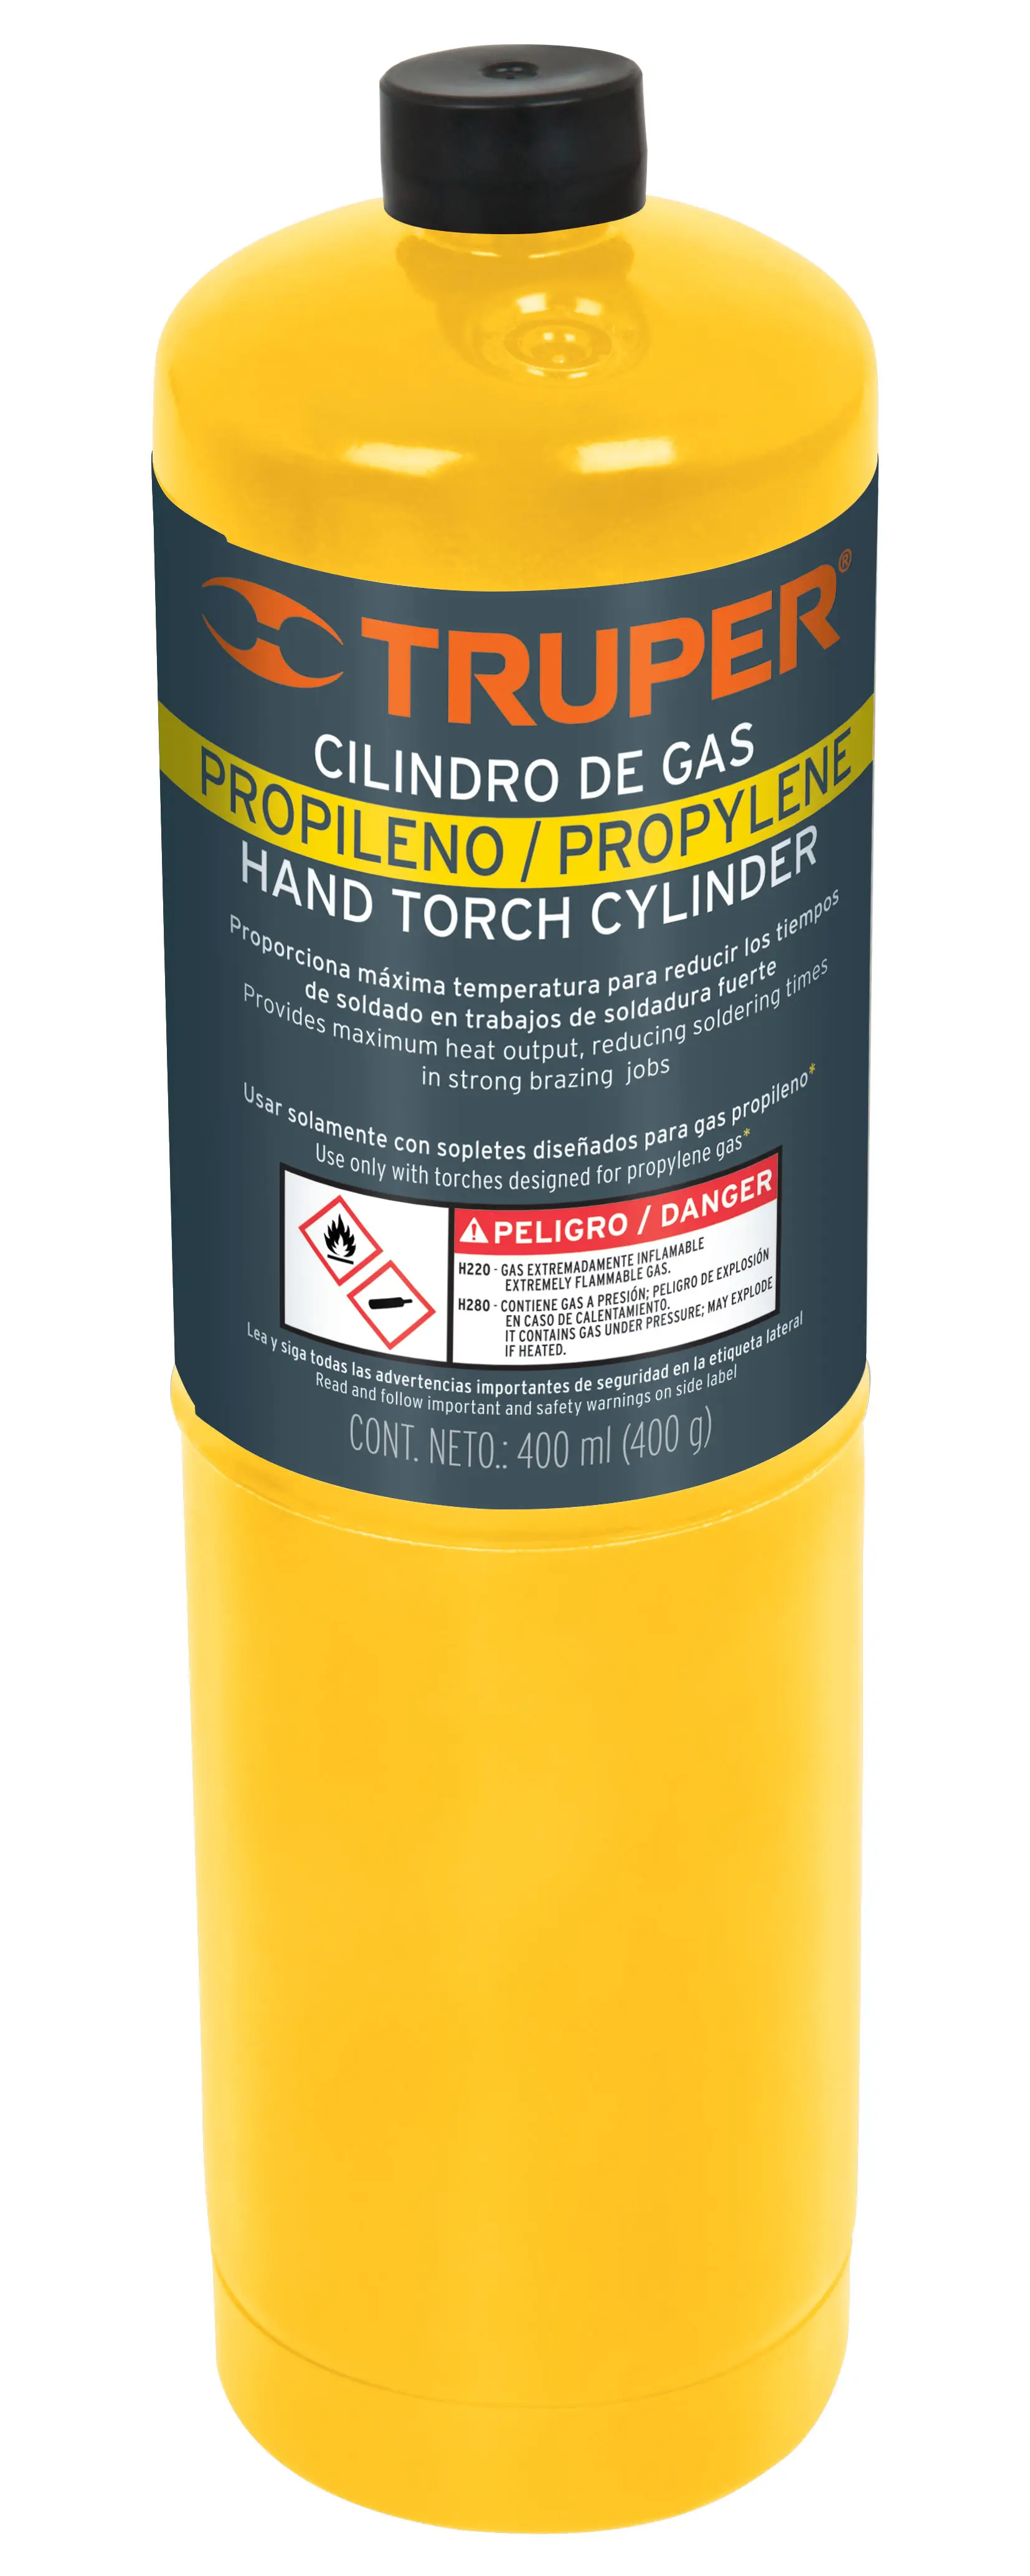 TRUPER®
CILINDRO DE GAS
PROPILENO / PROPYLENE
HAND TORCH CYLINDER
Proporciona máxima temperatura para reducir los tiempos
de soldado en trabajos de soldadura fuerte
Provides maximum heat output, reducing soldering times
in strong brazing jobs
Usar solamente con sopletes diseñados para gas propileno*
Use only with torches designed for propylene gas*
PELIGRO / DANGER
H220 - GAS EXTREMADAMENTE INFLAMABLE
EXTREMELY FLAMMABLE GAS.
H280 - CONTIENE GAS A PRESIÓN; PELIGRO DE EXPLOSIÓN
EN CASO DE CALENTAMIENTO.
IT CONTAINS GAS UNDER PRESSURE; MAY EXPLODE
IF HEATED.
Lea y siga todas las advertencias importantes de seguridad en la etiqueta lateral
Read and follow important and safety warnings on side label
CONT. NETO.: 400 ml (400 g)